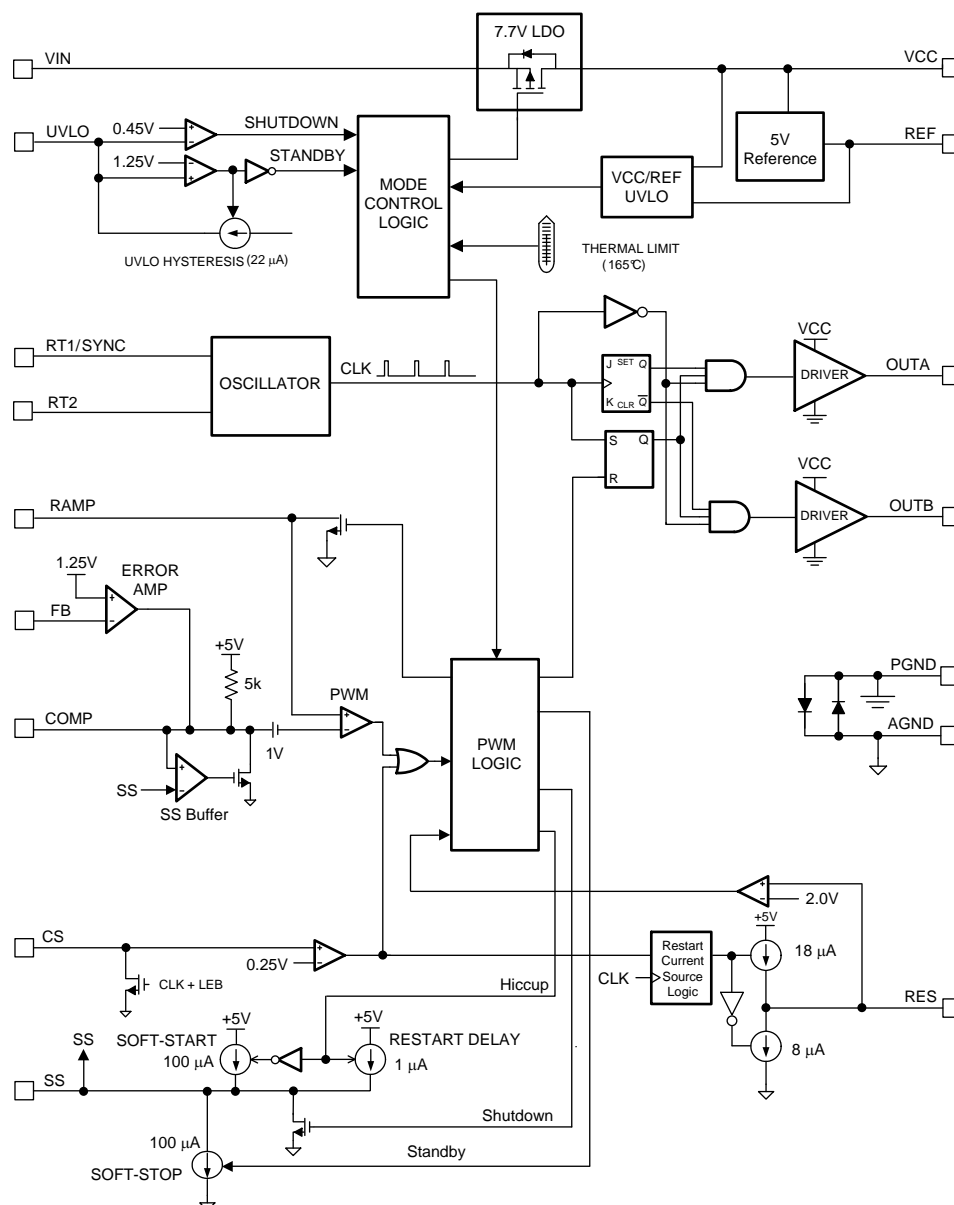 7.7V LDO
VIN
VCC
UVLO
0.45V
SHUTDOWN
1.25V
STANDBY
+
-
-
+
MODE
CONTROL
LOGIC
5V
Reference
REF
VCC/REF
UVLO
UVLO HYSTERESIS (22 μA)
THERMAL LIMIT
(165°C)
RT1/SYNC
RT2
OSCILLATOR
CLK
J SET Q
K CLR Q
S Q
R
VCC
DRIVER
OUTA
VCC
DRIVER
OUTB
RAMP
1.25V
ERROR
AMP
+
-
FB
+5V
5k
COMP
1V
PWM
+
-
+
-
SS
SS Buffer
PWM
LOGIC
PGND
AGND
+
-
2.0V
CS
0.25V
+
-
CLK + LEB
Hiccup
CLK
Restart
Current
Source
Logic
+5V
18 μA
RES
8 μA
SS
SOFT-START
+5V
100 μA
+5V
RESTART DELAY
1 μA
SS
Shutdown
Standby
100 μA
SOFT-STOP